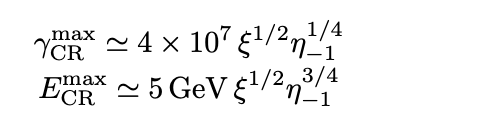 γ_CR^max ≃ 4 × 10^7 ξ^1/2 η_−1^1/4
E_CR^max ≃ 5 GeV ξ^1/2 η_−1^3/4